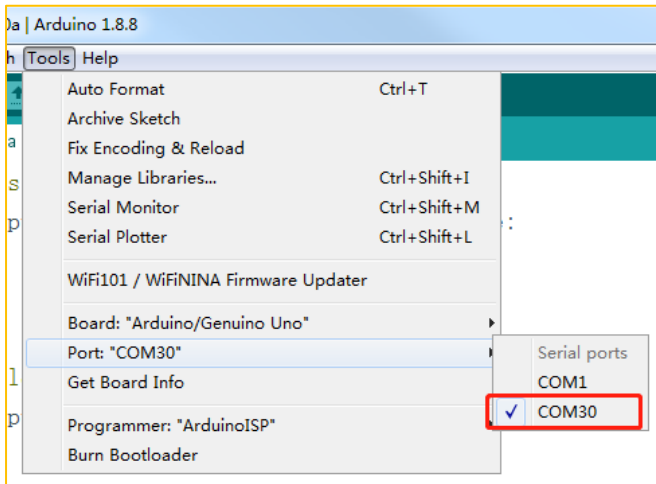 0a | Arduino 1.8.8
h Tools Help
Auto Format Ctrl+T
Archive Sketch
Fix Encoding & Reload
Manage Libraries... Ctrl+Shift+I
Serial Monitor Ctrl+Shift+M
Serial Plotter Ctrl+Shift+L
WiFi101 / WiFiNINA Firmware Updater
Board: "Arduino/Genuino Uno"
Port: "COM30"
Get Board Info
Programmer: "ArduinoISP"
Burn Bootloader
Serial ports
COM1
COM30
a
s
p :
l
p